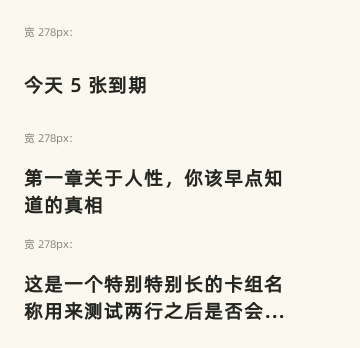 宽 278px:
今天 5 张到期
宽 278px:
第一章关于人性，你该早点知
道的真相
宽 278px:
这是一个特别特别长的卡组名
称用来测试两行之后是否会…